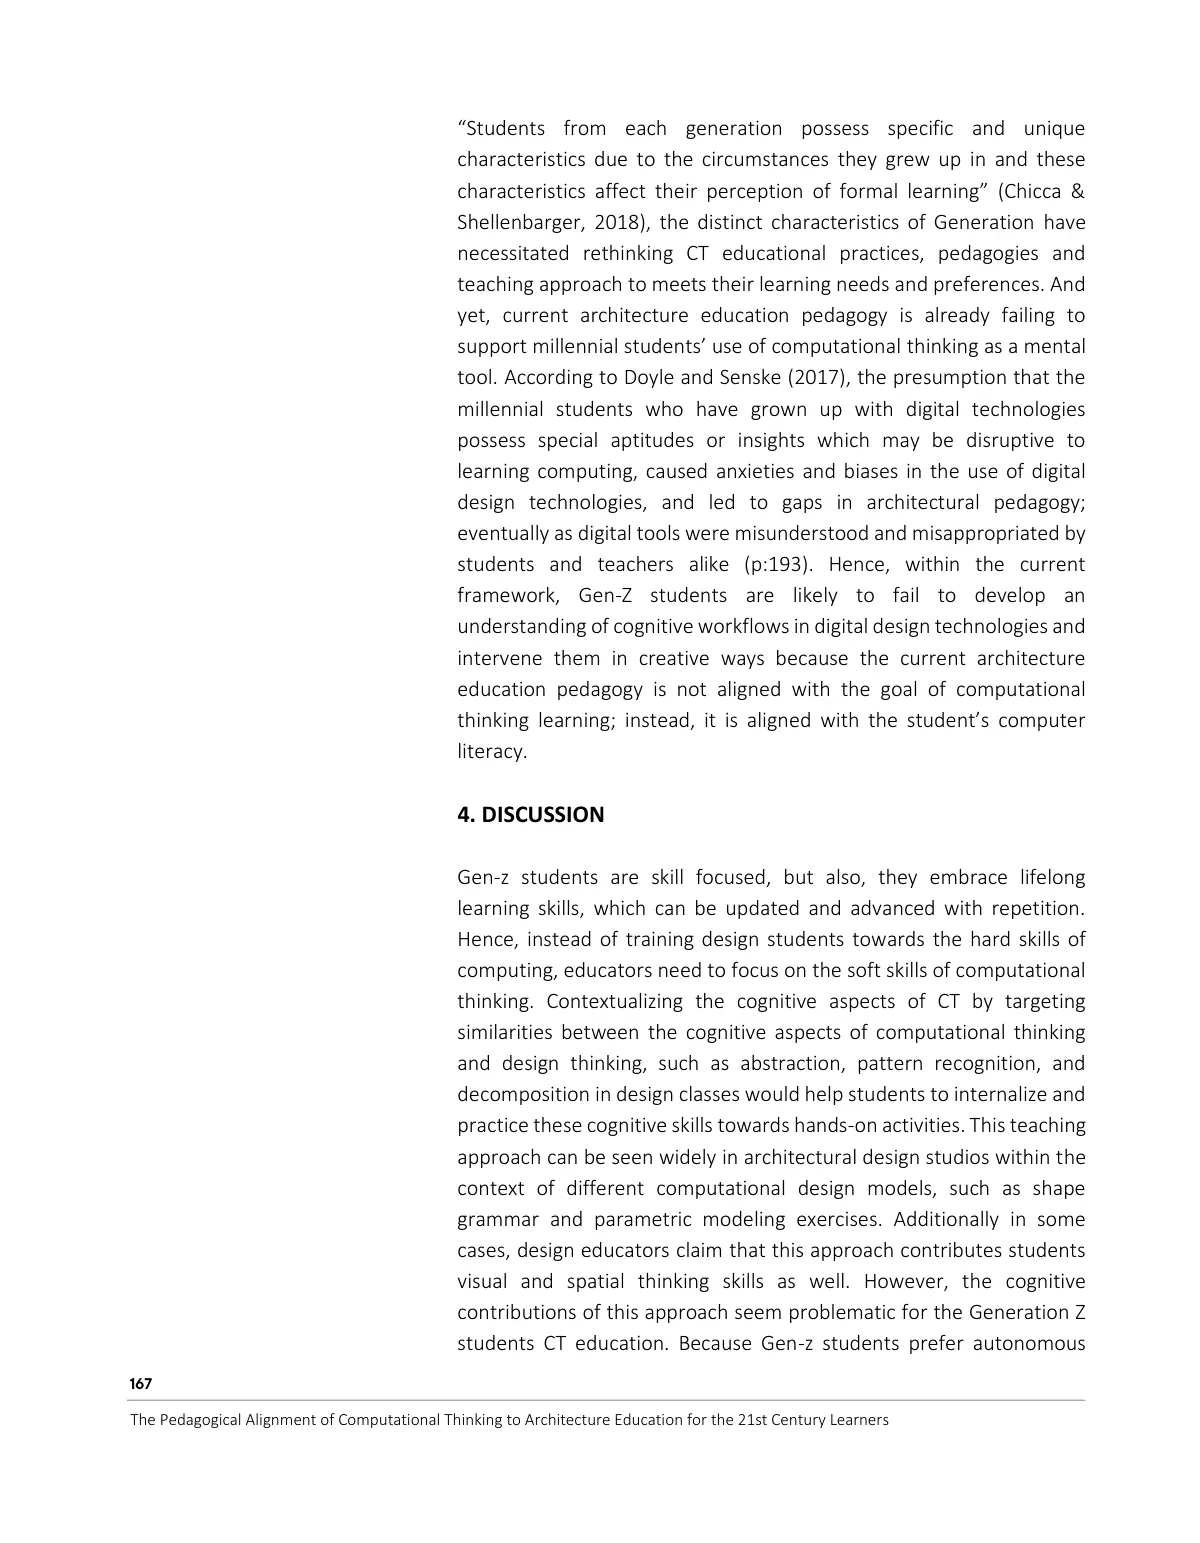 “Students from each generation possess specific and unique
characteristics due to the circumstances they grew up in and these
characteristics affect their perception of formal learning” (Chicca &
Shellenbarger, 2018), the distinct characteristics of Generation have
necessitated rethinking CT educational practices, pedagogies and
teaching approach to meets their learning needs and preferences. And
yet, current architecture education pedagogy is already failing to
support millennial students’ use of computational thinking as a mental
tool. According to Doyle and Senske (2017), the presumption that the
millennial students who have grown up with digital technologies
possess special aptitudes or insights which may be disruptive to
learning computing, caused anxieties and biases in the use of digital
design technologies, and led to gaps in architectural pedagogy;
eventually as digital tools were misunderstood and misappropriated by
students and teachers alike (p:193). Hence, within the current
framework, Gen-Z students are likely to fail to develop an
understanding of cognitive workflows in digital design technologies and
intervene them in creative ways because the current architecture
education pedagogy is not aligned with the goal of computational
thinking learning; instead, it is aligned with the student’s computer
literacy.
4. DISCUSSION
Gen-z students are skill focused, but also, they embrace lifelong
learning skills, which can be updated and advanced with repetition.
Hence, instead of training design students towards the hard skills of
computing, educators need to focus on the soft skills of computational
thinking. Contextualizing the cognitive aspects of CT by targeting
similarities between the cognitive aspects of computational thinking
and design thinking, such as abstraction, pattern recognition, and
decomposition in design classes would help students to internalize and
practice these cognitive skills towards hands-on activities. This teaching
approach can be seen widely in architectural design studios within the
context of different computational design models, such as shape
grammar and parametric modeling exercises. Additionally in some
cases, design educators claim that this approach contributes students
visual and spatial thinking skills as well. However, the cognitive
contributions of this approach seem problematic for the Generation Z
students CT education. Because Gen-z students prefer autonomous
167
The Pedagogical Alignment of Computational Thinking to Architecture Education for the 21st Century Learners